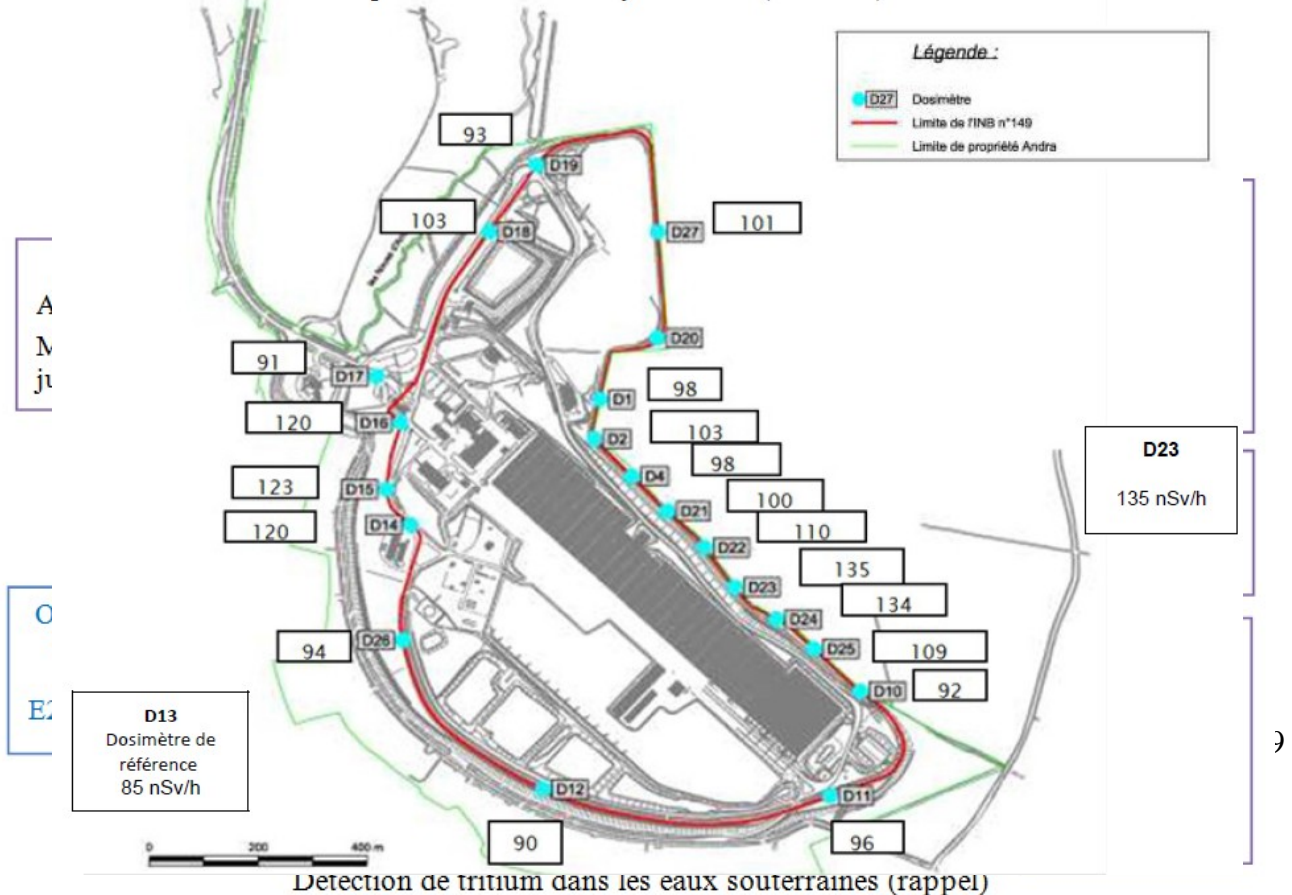 Légende :
D27 Dosimètre
Limite de l'INB n°149
Limite de propriété Andra
93
D19
103
D18
D27
101
A
M
ju
D20
91
D17
D1
98
120
D16
D2
103
D23
135 nSv/h
D4
98
123
D15
D21
100
120
D14
D22
110
D23
135
D24
134
O
D26
94
D25
109
D10
92
E2
D13
Dosimètre de
référence
85 nSv/h
9
D12
D11
90
96
0 200 400 m
Détection de tritium dans les eaux souterraines (rappel)